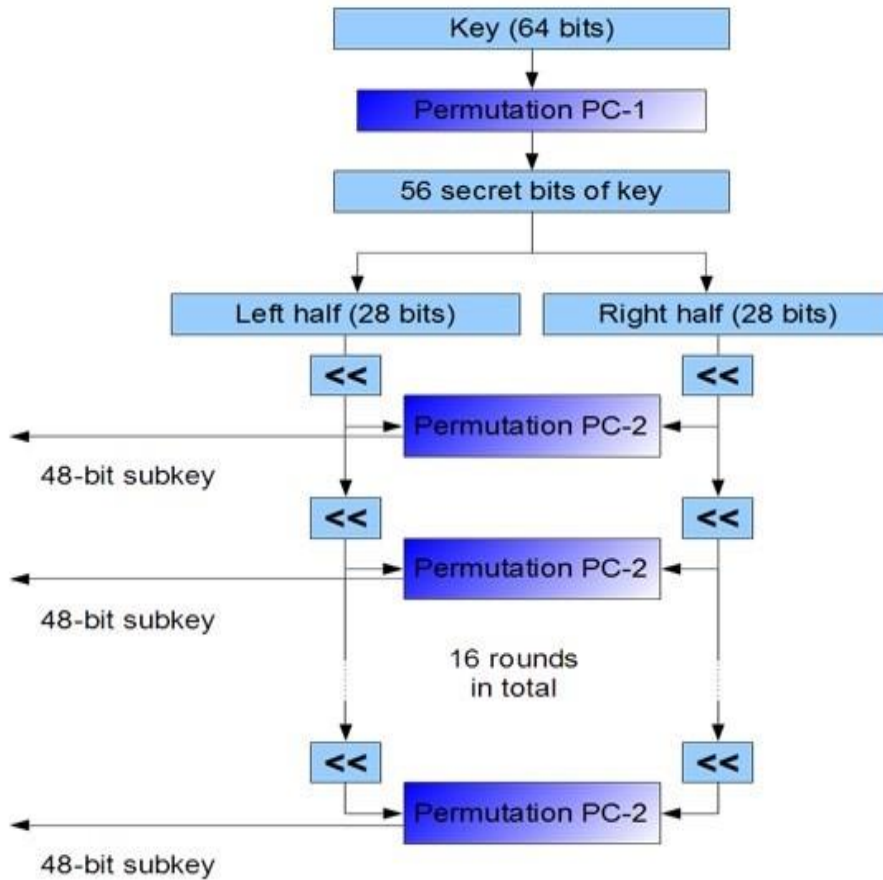 Key (64 bits)
Permutation PC-1
56 secret bits of key
Left half (28 bits)
Right half (28 bits)
<<
<<
Permutation PC-2
48-bit subkey
<<
<<
Permutation PC-2
48-bit subkey
16 rounds
in total
<<
<<
Permutation PC-2
48-bit subkey